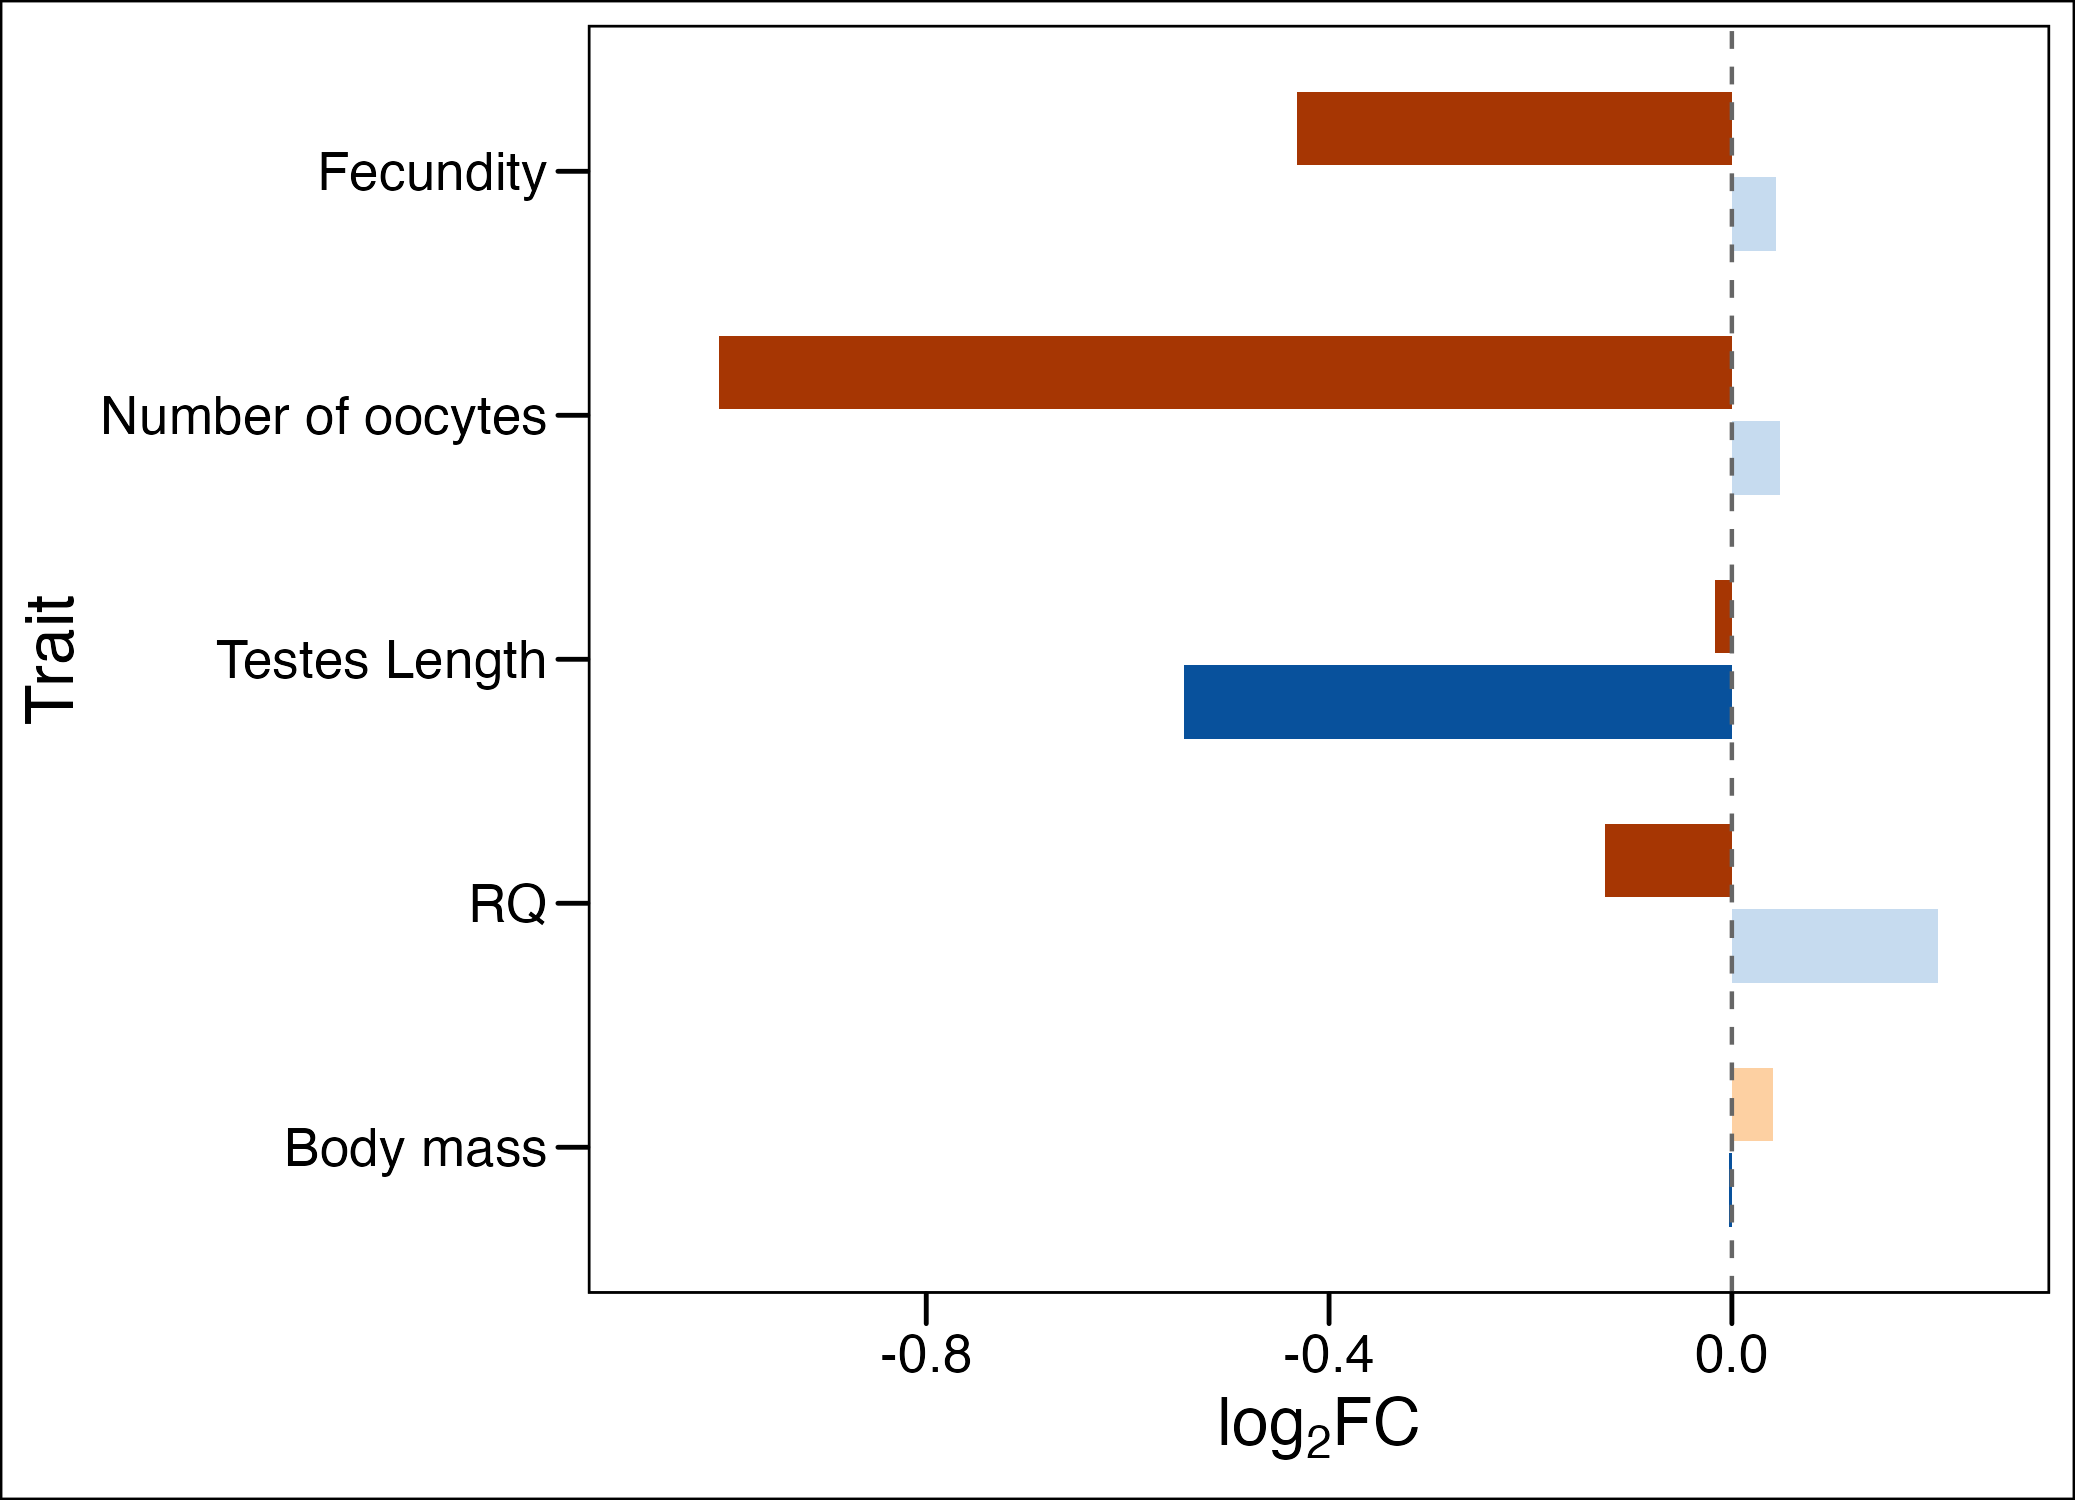 Fecundity
Number of oocytes
Testes Length
RQ
Body mass
Trait
-0.8 -0.4 0.0
log₂FC